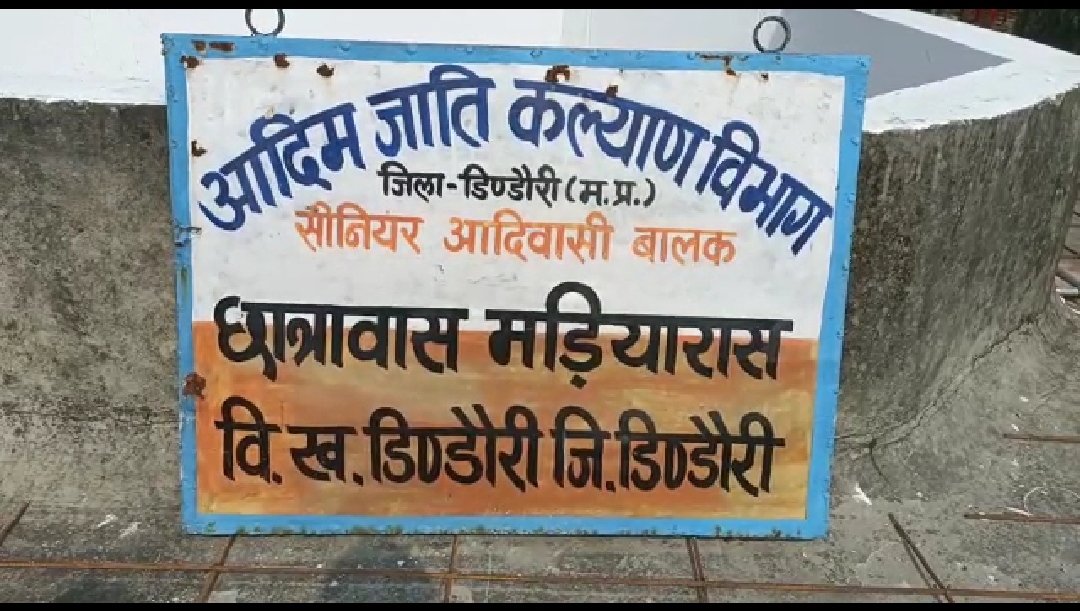 आदिम जाति कल्याण विभाग
जिला-डिण्डौरी (म.प्र.)
सीनियर आदिवासी बालक
छात्रावास मड़ियारास
वि.ख.डिण्डौरी जि.डिण्डौरी